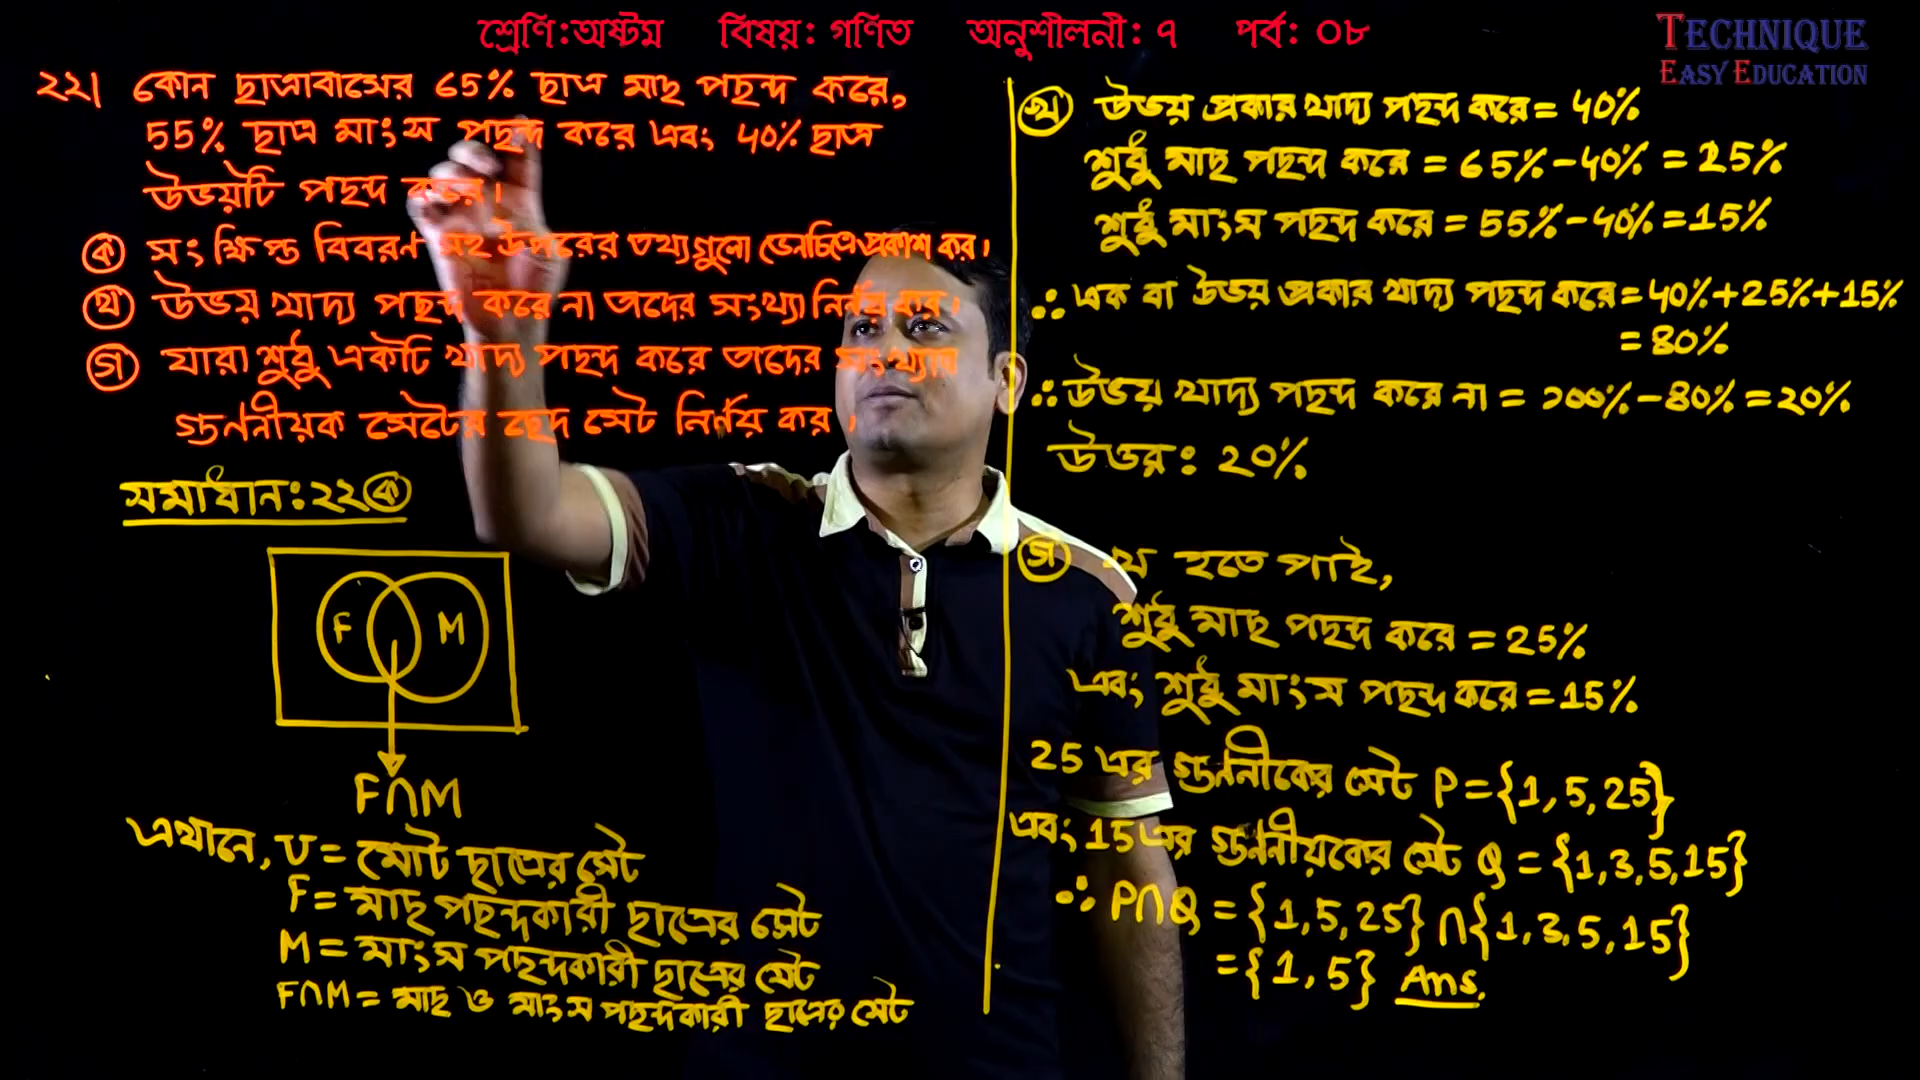 শ্রেণি:অষ্টম বিষয়: গণিত অনুশীলনী: ৭ পর্ব: ০৮
TECHNIQUE
EASY EDUCATION
২২। কোন ছাত্রাবাসের 65% ছাত্র মাছ পছন্দ করে,
55% ছাত্র মাংস পছন্দ করে এবং 40% ছাত্র
উভয়টি পছন্দ করে।
ক সংক্ষিপ্ত বিবরণ সহ উপরের তথ্যগুলো ভেনচিত্রে প্রকাশ কর।
খ উভয় খাদ্য পছন্দ করে না তাদের সংখ্যা নির্ণয় কর।
গ যারা শুধু একটি খাদ্য পছন্দ করে তাদের সংখ্যার
গুণনীয়ক সেটের ছেদ সেট নির্ণয় কর।
সমাধান: ২২ ক
F M
F∩M
এখানে, U = মোট ছাত্রের সেট
F = মাছ পছন্দকারী ছাত্রের সেট
M = মাংস পছন্দকারী ছাত্রের সেট
F∩M = মাছ ও মাংস পছন্দকারী ছাত্রের সেট
খ উভয় প্রকার খাদ্য পছন্দ করে = 40%
শুধু মাছ পছন্দ করে = 65% - 40% = 25%
শুধু মাংস পছন্দ করে = 55% - 40% = 15%
∴ এক বা উভয় প্রকার খাদ্য পছন্দ করে = 40% + 25% + 15%
= 80%
∴ উভয় খাদ্য পছন্দ করে না = ১00% - 80% = 20%
উত্তর: 20%
গ খ হতে পাই,
শুধু মাছ পছন্দ করে = 25%
এবং শুধু মাংস পছন্দ করে = 15%
25 এর গুণনীকের সেট P = {1, 5, 25}
এবং 15 এর গুণনীয়কের সেট Q = {1, 3, 5, 15}
∴ P∩Q = {1, 5, 25} ∩ {1, 3, 5, 15}
= {1, 5} Ans.